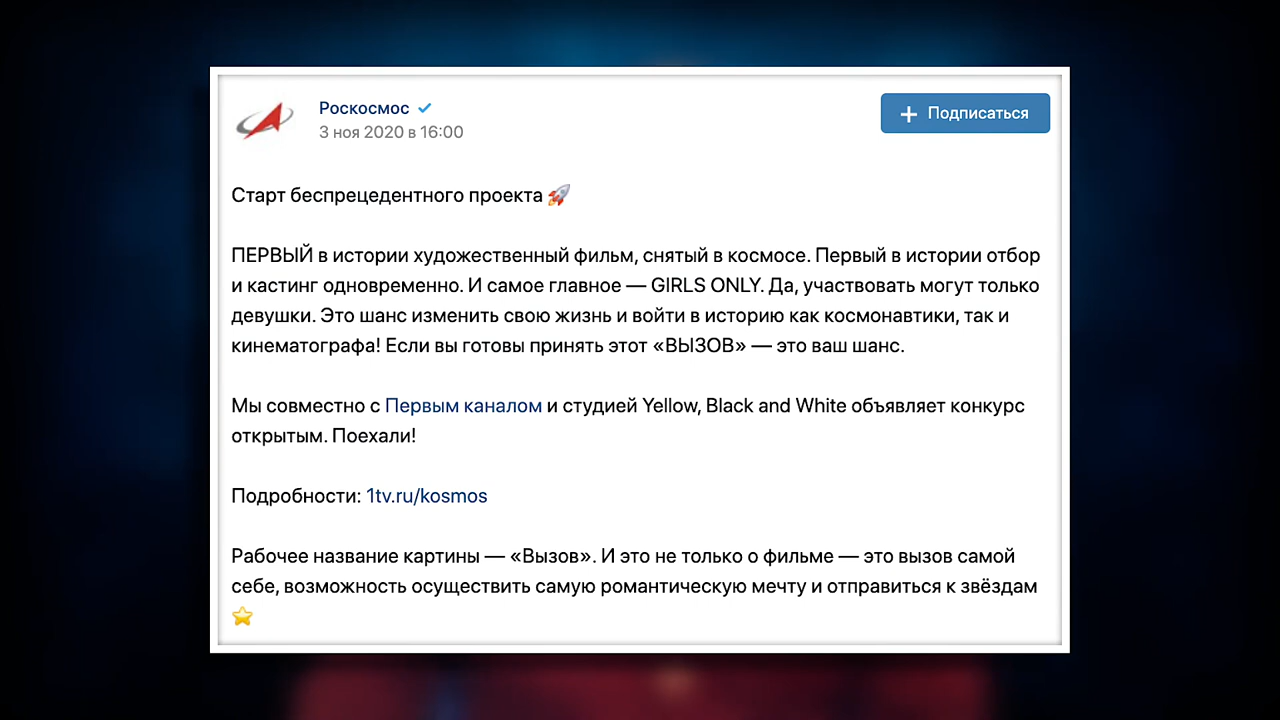 Роскосмос
3 ноя 2020 в 16:00
+ Подписаться
Старт беспрецедентного проекта 🚀
ПЕРВЫЙ в истории художественный фильм, снятый в космосе. Первый в истории отбор
и кастинг одновременно. И самое главное — GIRLS ONLY. Да, участвовать могут только
девушки. Это шанс изменить свою жизнь и войти в историю как космонавтики, так и
кинематографа! Если вы готовы принять этот «ВЫЗОВ» — это ваш шанс.
Мы совместно с Первым каналом и студией Yellow, Black and White объявляет конкурс
открытым. Поехали!
Подробности: 1tv.ru/kosmos
Рабочее название картины — «Вызов». И это не только о фильме — это вызов самой
себе, возможность осуществить самую романтическую мечту и отправиться к звёздам
⭐